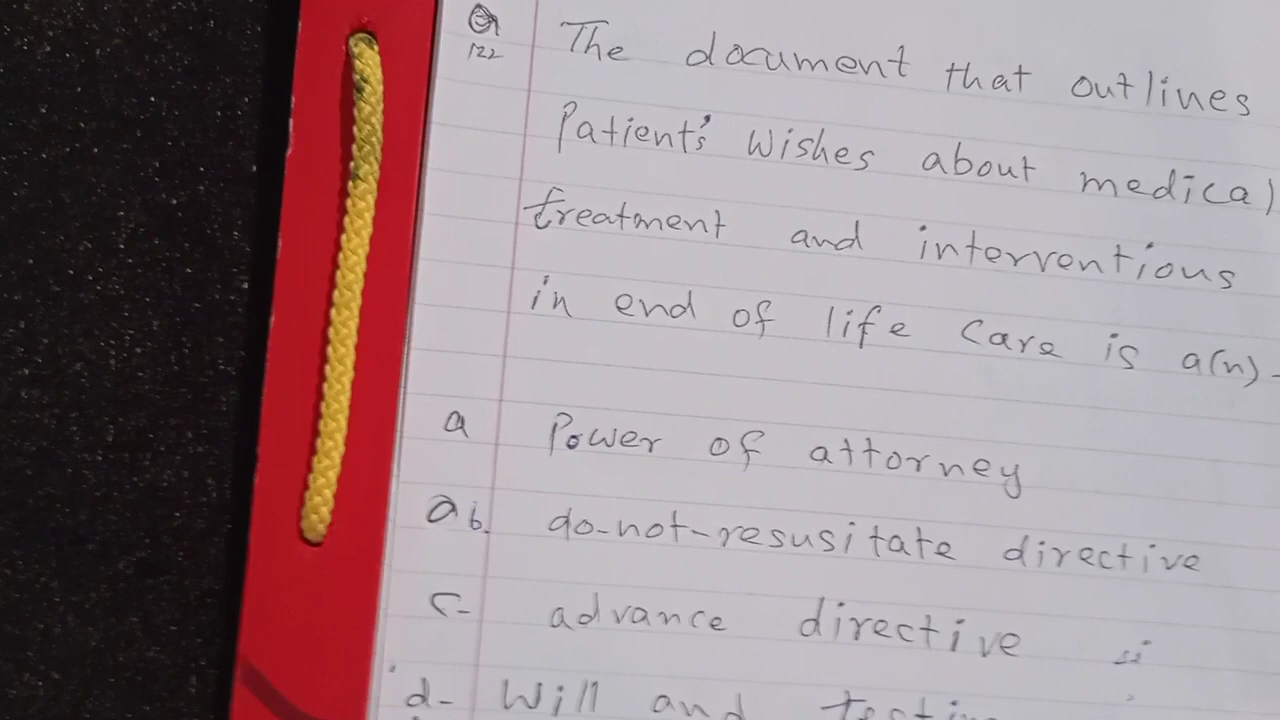 Q
122 The document that outlines
Patient's wishes about medical
treatment and interventious
in end of life care is a(n)-
a Power of attorney
a b. do-not-resusitate directive
c- advance directive
d- Will and